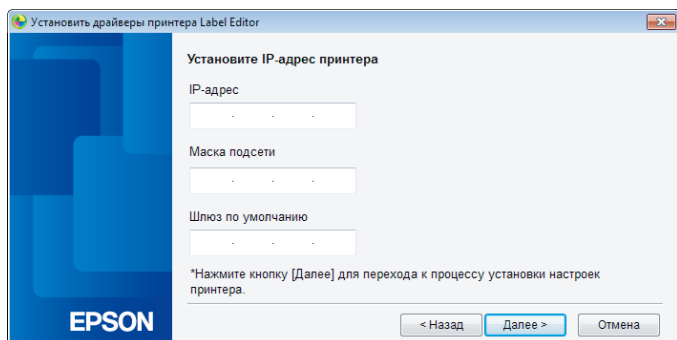 Установить драйверы принтера Label Editor
Установите IP-адрес принтера
IP-адрес
Маска подсети
Шлюз по умолчанию
*Нажмите кнопку [Далее] для перехода к процессу установки настроек
принтера.
EPSON
< Назад
Далее >
Отмена